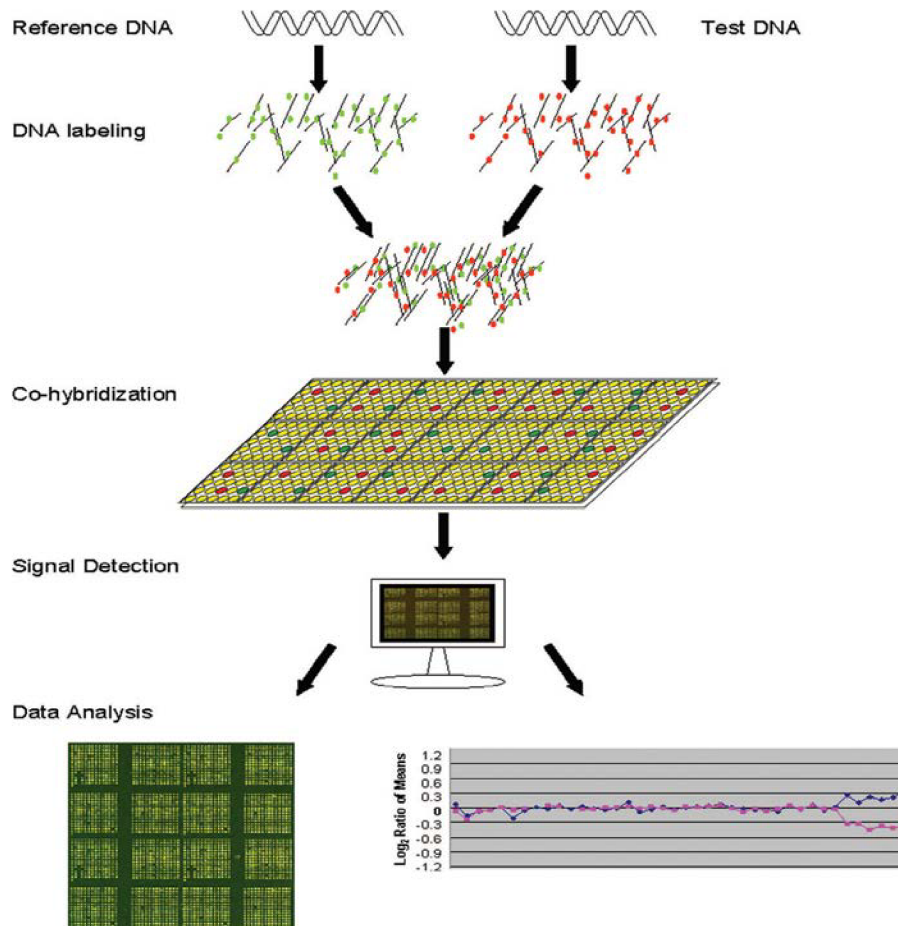 Reference DNA
Test DNA
DNA labeling
Co-hybridization
Signal Detection
Data Analysis
Log₂ Ratio of Means
1.2
0.9
0.6
0.3
0
-0.3
-0.6
-0.9
-1.2